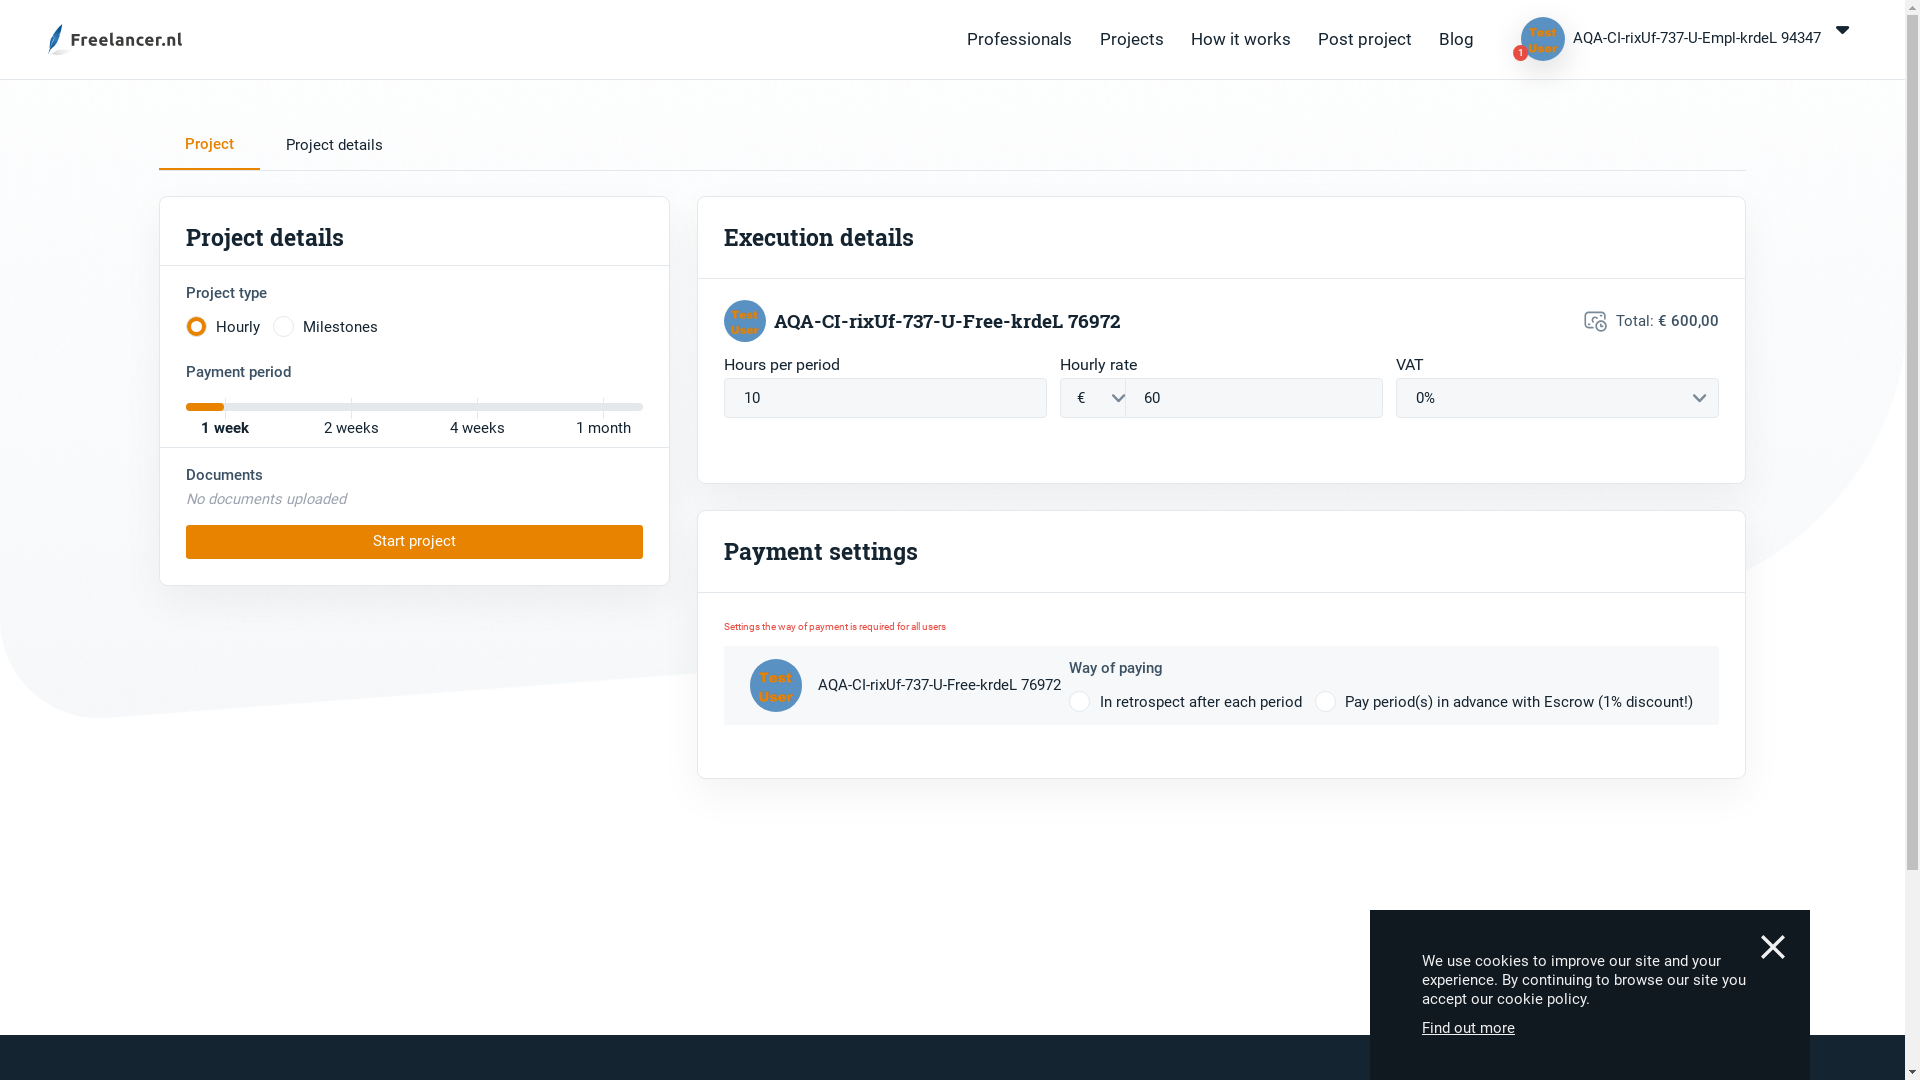 Freelancer.nl
Professionals
Projects
How it works
Post project
Blog
Test
User
1
AQA-CI-rixUf-737-U-Empl-krdeL 94347
Project
Project details
Project details
Project type
Hourly
Milestones
Payment period
1 week
2 weeks
4 weeks
1 month
Documents
No documents uploaded
Start project
Execution details
Test
User
AQA-CI-rixUf-737-U-Free-krdeL 76972
Total: € 600,00
Hours per period
Hourly rate
VAT
10
€
60
0%
Payment settings
Settings the way of payment is required for all users
Test
User
AQA-CI-rixUf-737-U-Free-krdeL 76972
Way of paying
In retrospect after each period
Pay period(s) in advance with Escrow (1% discount!)
We use cookies to improve our site and your
experience. By continuing to browse our site you
accept our cookie policy.
Find out more